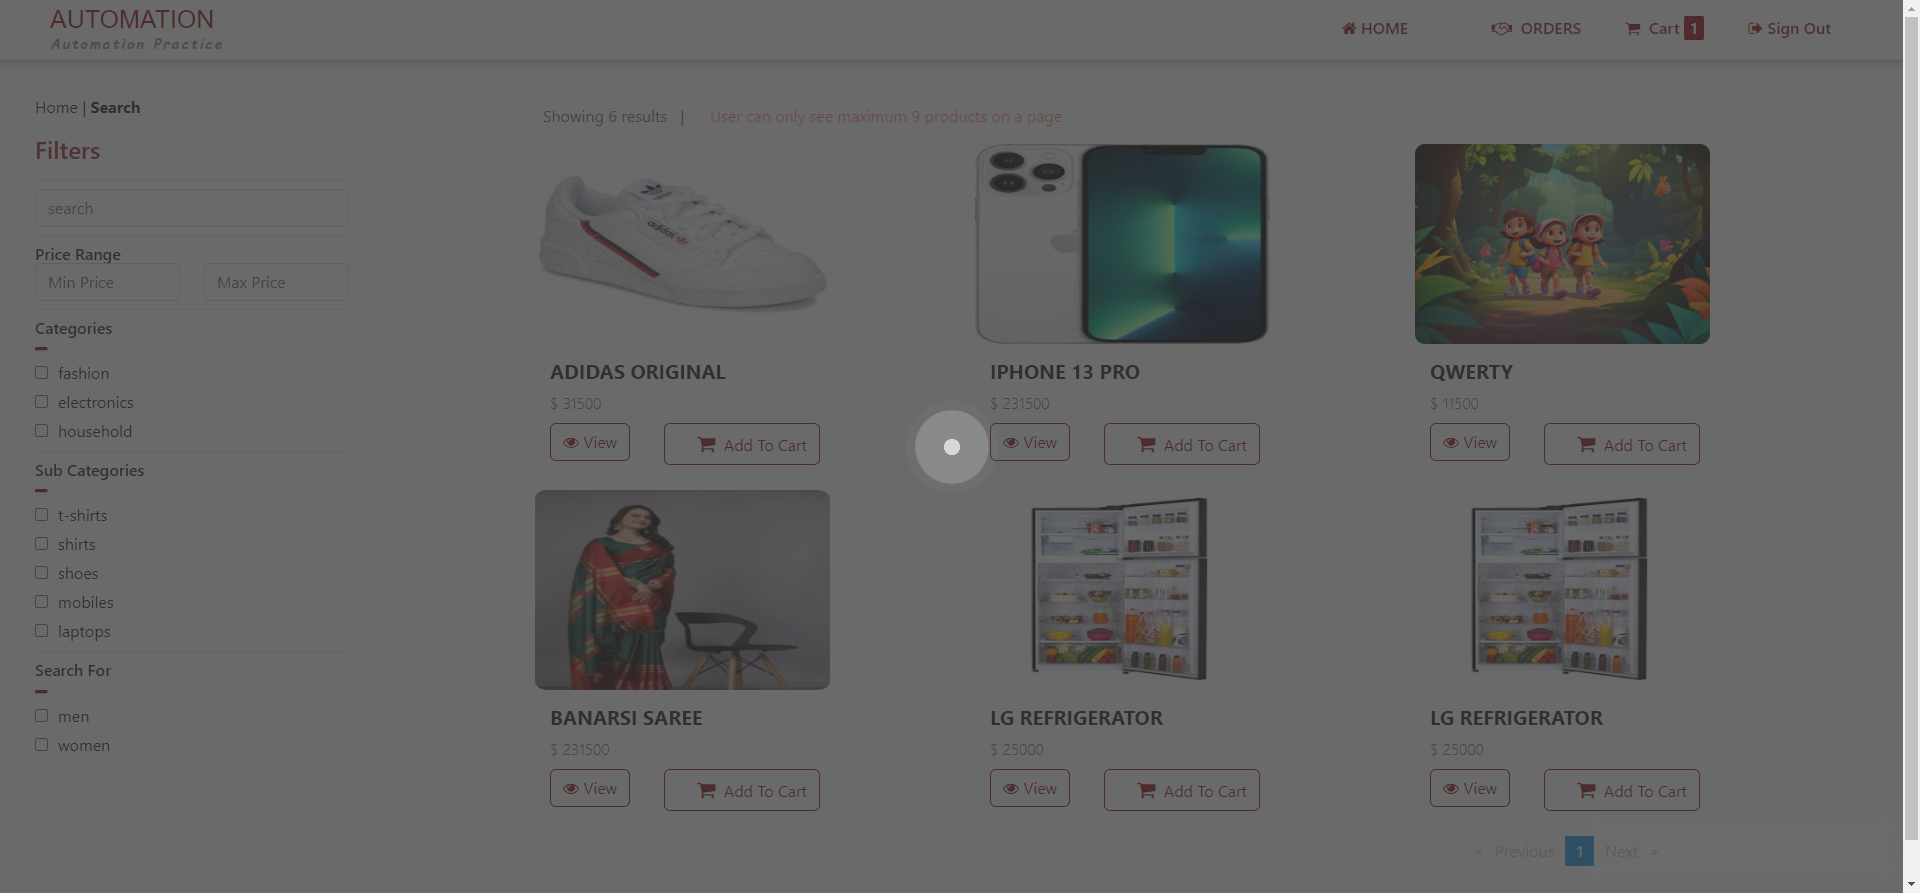 AUTOMATION
Automation Practice
HOME
ORDERS
Cart 1
Sign Out
Home | Search
Showing 6 results |
User can only see maximum 9 products on a page
Filters
search
Price Range
Min Price
Max Price
Categories
fashion
electronics
household
Sub Categories
t-shirts
shirts
shoes
mobiles
laptops
Search For
men
women
adidas
ADIDAS ORIGINAL
$ 31500
View
Add To Cart
IPHONE 13 PRO
$ 231500
View
Add To Cart
QWERTY
$ 11500
View
Add To Cart
BANARSI SAREE
$ 231500
View
Add To Cart
LG REFRIGERATOR
$ 25000
View
Add To Cart
LG REFRIGERATOR
$ 25000
View
Add To Cart
« Previous 1 Next »